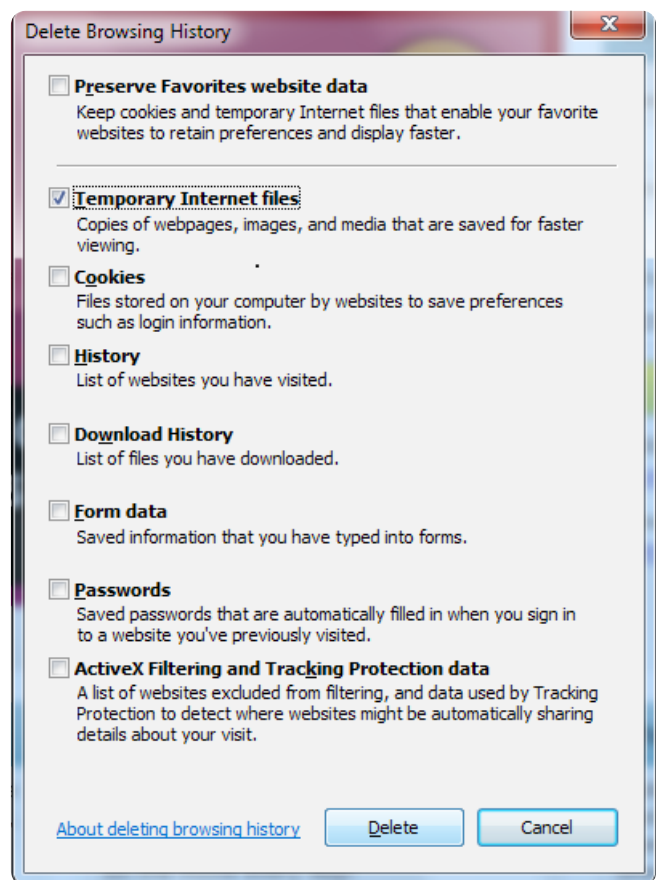 Delete Browsing History
Preserve Favorites website data
Keep cookies and temporary Internet files that enable your favorite
websites to retain preferences and display faster.
Temporary Internet files
Copies of webpages, images, and media that are saved for faster
viewing.
Cookies
Files stored on your computer by websites to save preferences
such as login information.
History
List of websites you have visited.
Download History
List of files you have downloaded.
Form data
Saved information that you have typed into forms.
Passwords
Saved passwords that are automatically filled in when you sign in
to a website you've previously visited.
ActiveX Filtering and Tracking Protection data
A list of websites excluded from filtering, and data used by Tracking
Protection to detect where websites might be automatically sharing
details about your visit.
About deleting browsing history Delete Cancel